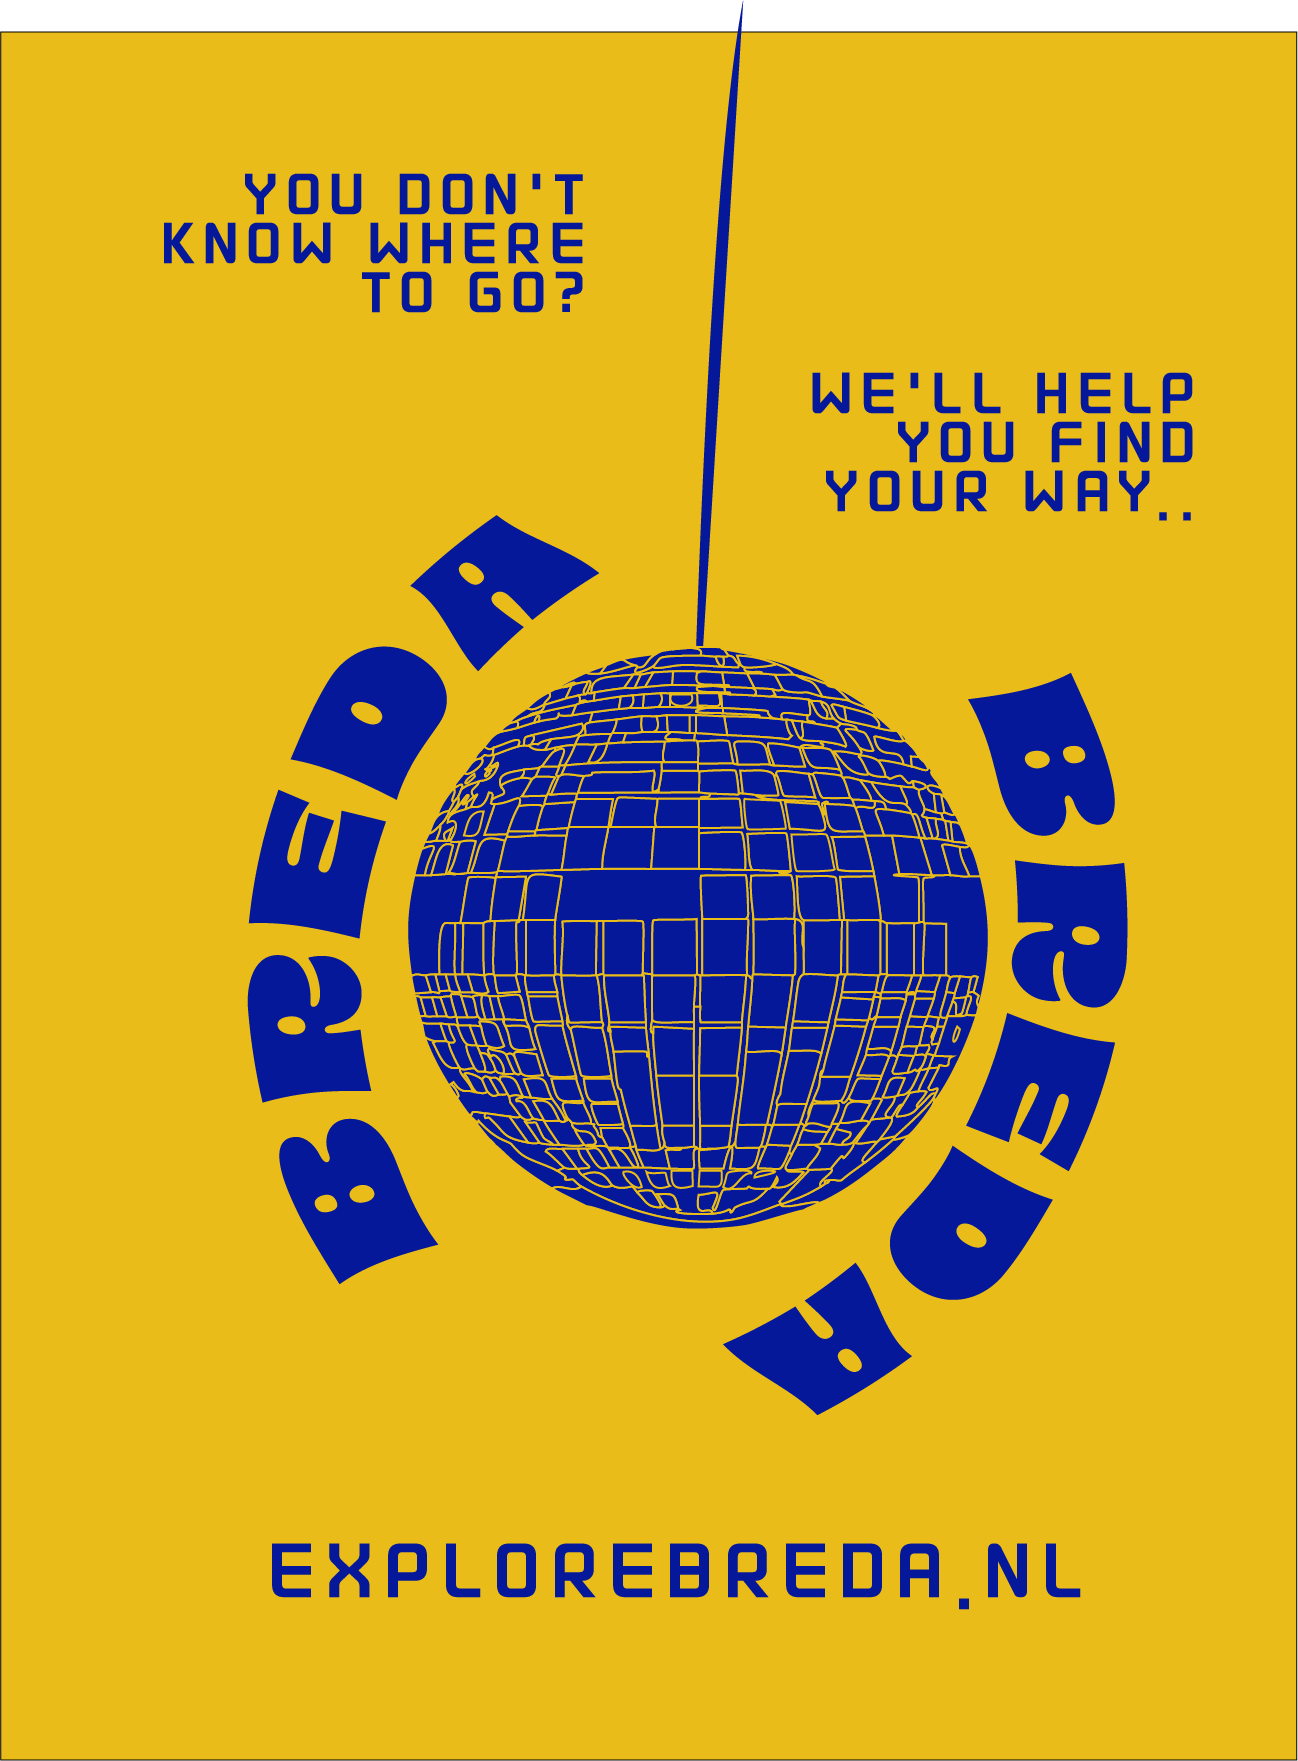 YOU DON'T
KNOW WHERE
TO GO?
WE'LL HELP
YOU FIND
YOUR WAY..
BREDA
BREDA
EXPLOREBREDA.NL